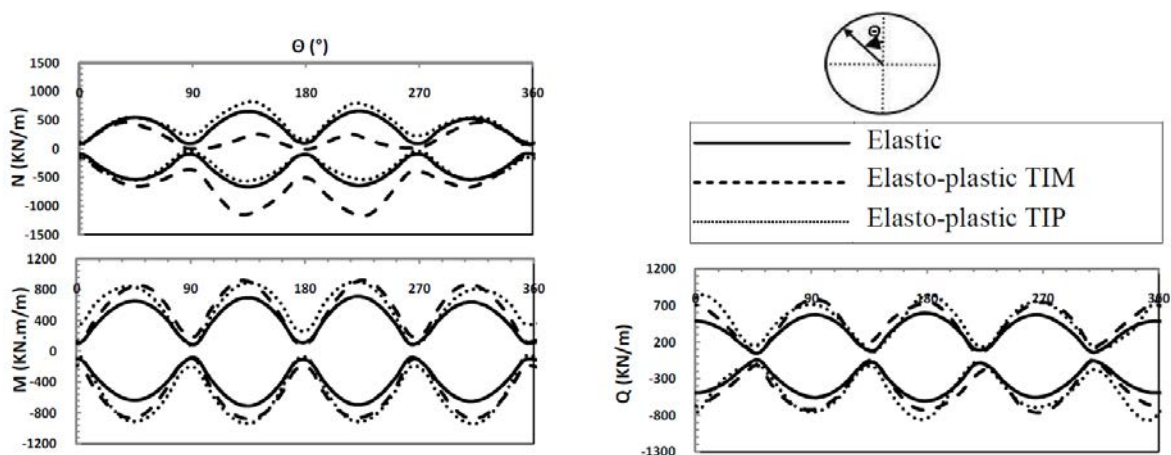 Θ (°)
N (KN/m)
1500
1000
500
0
-500
-1000
-1500
0 90 180 270 360
M (KN.m/m)
1200
800
400
0
-400
-800
-1200
0 90 180 270 360
Θ
Elastic
Elasto-plastic TIM
Elasto-plastic TIP
Q (KN/m)
1200
700
200
-300
-800
-1300
0 90 180 270 360